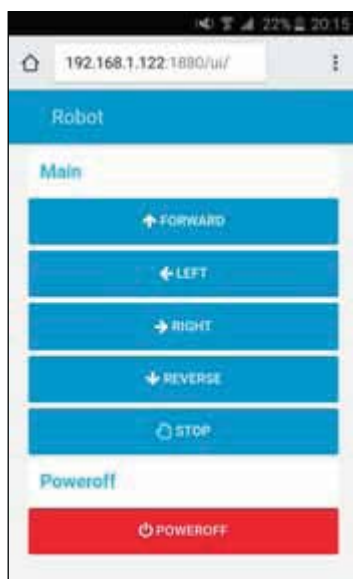 22% 20:15
192.168.1.122:1880/ui/
Robot
Main
FORWARD
LEFT
RIGHT
REVERSE
STOP
Poweroff
POWEROFF